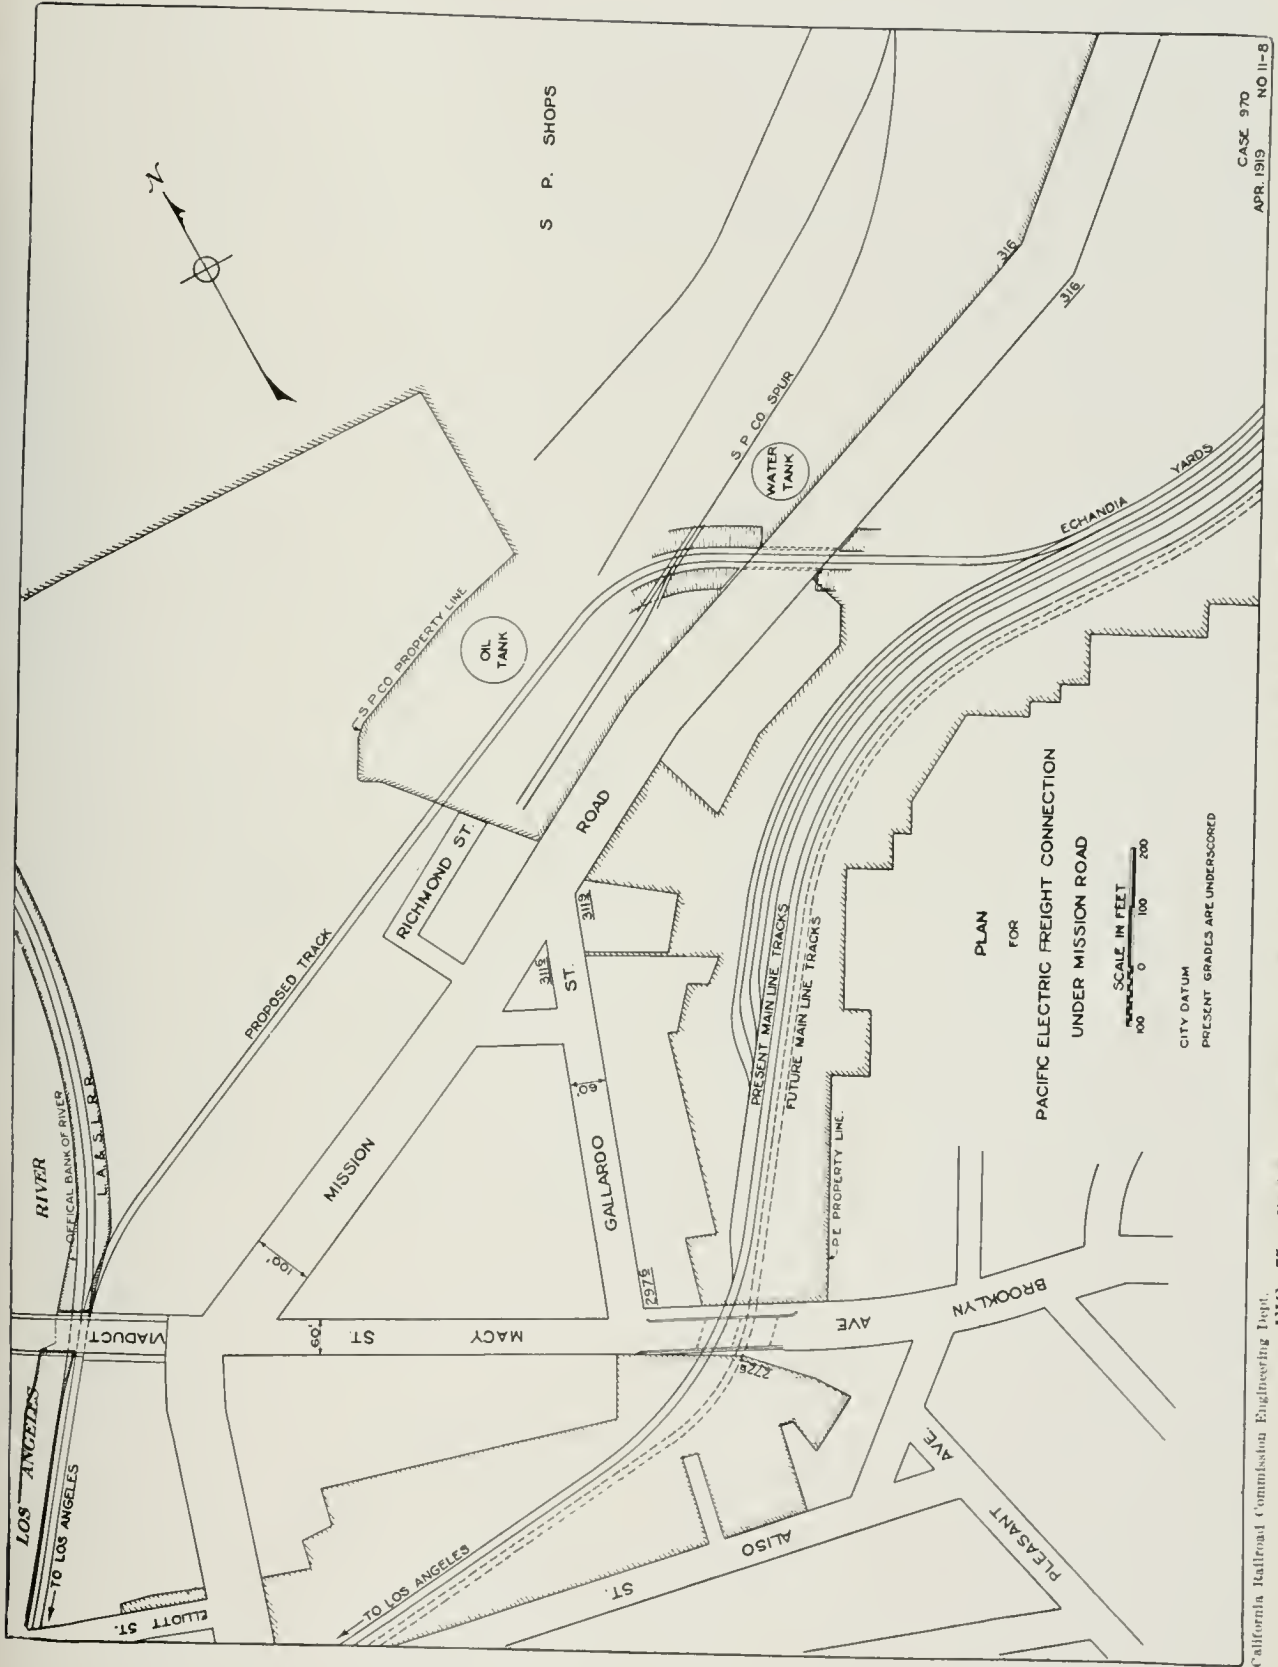 N
S P. SHOPS
S. P. CO. PROPERTY LINE
OIL
TANK
S P CO SPUR
WATER
TANK
316
316
ECHANDIA YARDS
RICHMOND ST.
PROPOSED TRACK
MISSION ROAD
100'
GALLARDO ST.
60'
RIVER
OFFICAL BANK OF RIVER
L. A. & S. L. R R.
VIADUCT
LOS ANGELES
TO LOS ANGELES
ELLIOTT ST.
MACY ST.
60'
2976
PRESENT MAIN LINE TRACKS
FUTURE MAIN LINE TRACKS
P.E. PROPERTY LINE.
BROOKLYN AVE
TO LOS ANGELES
ALISO ST.
PLEASANT AVE.
PLAN
FOR
PACIFIC ELECTRIC FREIGHT CONNECTION
UNDER MISSION ROAD
SCALE IN FEET
100 0 100 200
CITY DATUM
PRESENT GRADES ARE UNDERSCORED
CASE 970
APR. 1919 NO 11-8
California Railroad Commission Engineering Dept.